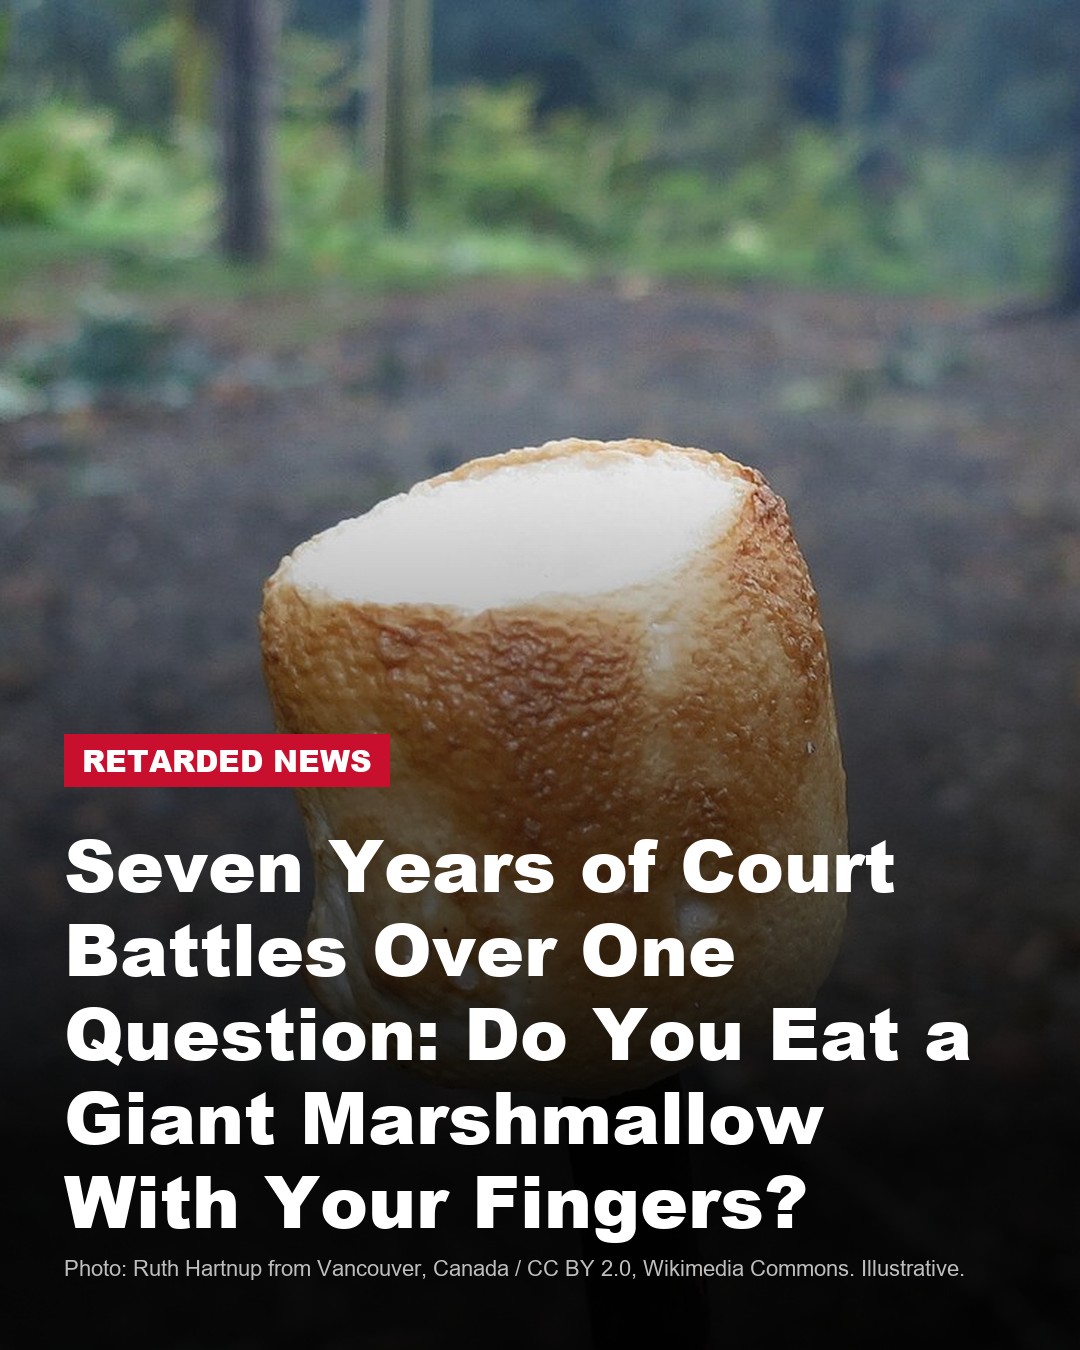 RETARDED NEWS
Seven Years of Court
Battles Over One
Question: Do You Eat a
Giant Marshmallow
With Your Fingers?
Photo: Ruth Hartnup from Vancouver, Canada / CC BY 2.0, Wikimedia Commons. Illustrative.